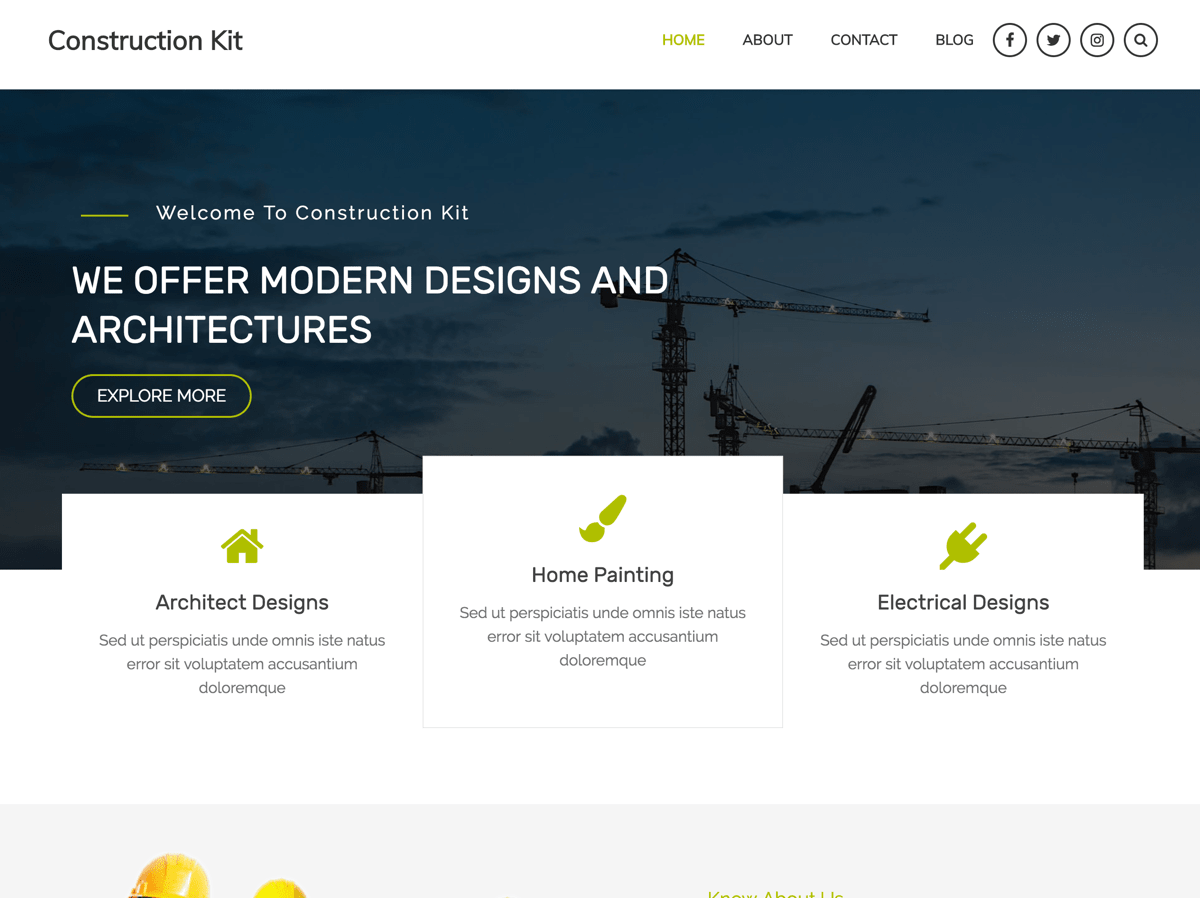 Construction Kit
HOME ABOUT CONTACT BLOG
Welcome To Construction Kit
WE OFFER MODERN DESIGNS AND
ARCHITECTURES
EXPLORE MORE
Architect Designs
Sed ut perspiciatis unde omnis iste natus
error sit voluptatem accusantium
doloremque
Home Painting
Sed ut perspiciatis unde omnis iste natus
error sit voluptatem accusantium
doloremque
Electrical Designs
Sed ut perspiciatis unde omnis iste natus
error sit voluptatem accusantium
doloremque
Know About Us